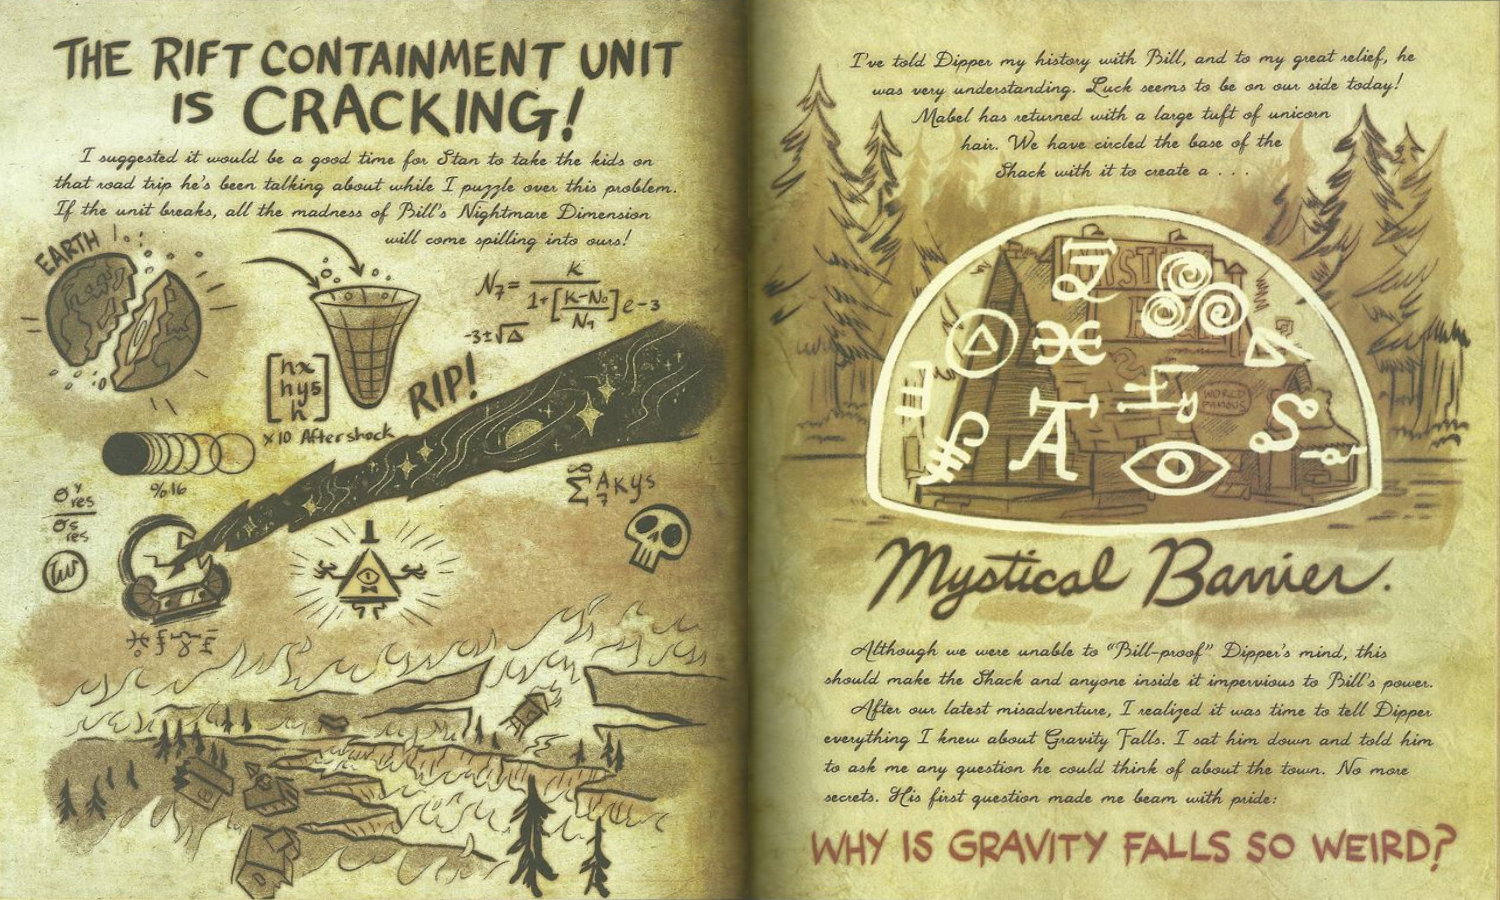 THE RIFT CONTAINMENT UNIT
IS CRACKING!
I suggested it would be a good time for Stan to take the kids on
that road trip he's been talking about while I puzzle over this problem.
If the unit breaks, all the madness of Bill's Nightmare Dimension
will come spilling into ours!
EARTH
RIP!
x10 Aftershock
%16
I've told Dipper my history with Bill, and to my great relief, he
was very understanding. Luck seems to be on our side today!
Mabel has returned with a large tuft of unicorn
hair. We have circled the base of the
Shack with it to create a . . .
WORLD
FAMOUS
Mystical Barrier.
Although we were unable to “Bill-proof” Dipper's mind, this
should make the Shack and anyone inside it impervious to Bill's power.
After our latest misadventure, I realized it was time to tell Dipper
everything I knew about Gravity Falls. I sat him down and told him
to ask me any question he could think of about the town. No more
secrets. His first question made me beam with pride:
WHY IS GRAVITY FALLS SO WEIRD?